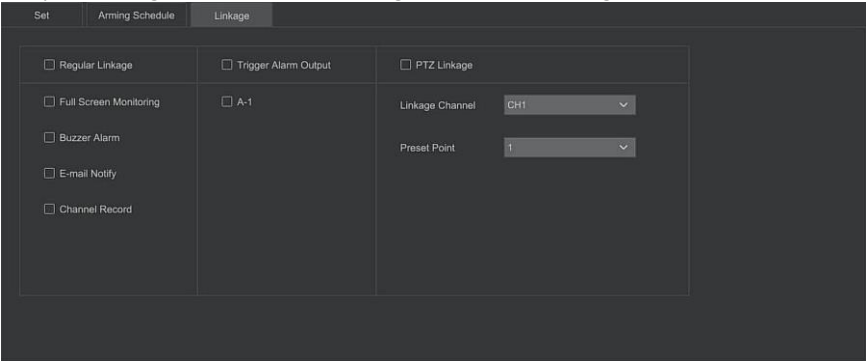 Set Arming Schedule Linkage
Regular Linkage Trigger Alarm Output PTZ Linkage
Full Screen Monitoring A-1 Linkage Channel CH1
Buzzer Alarm
Preset Point 1
E-mail Notify
Channel Record